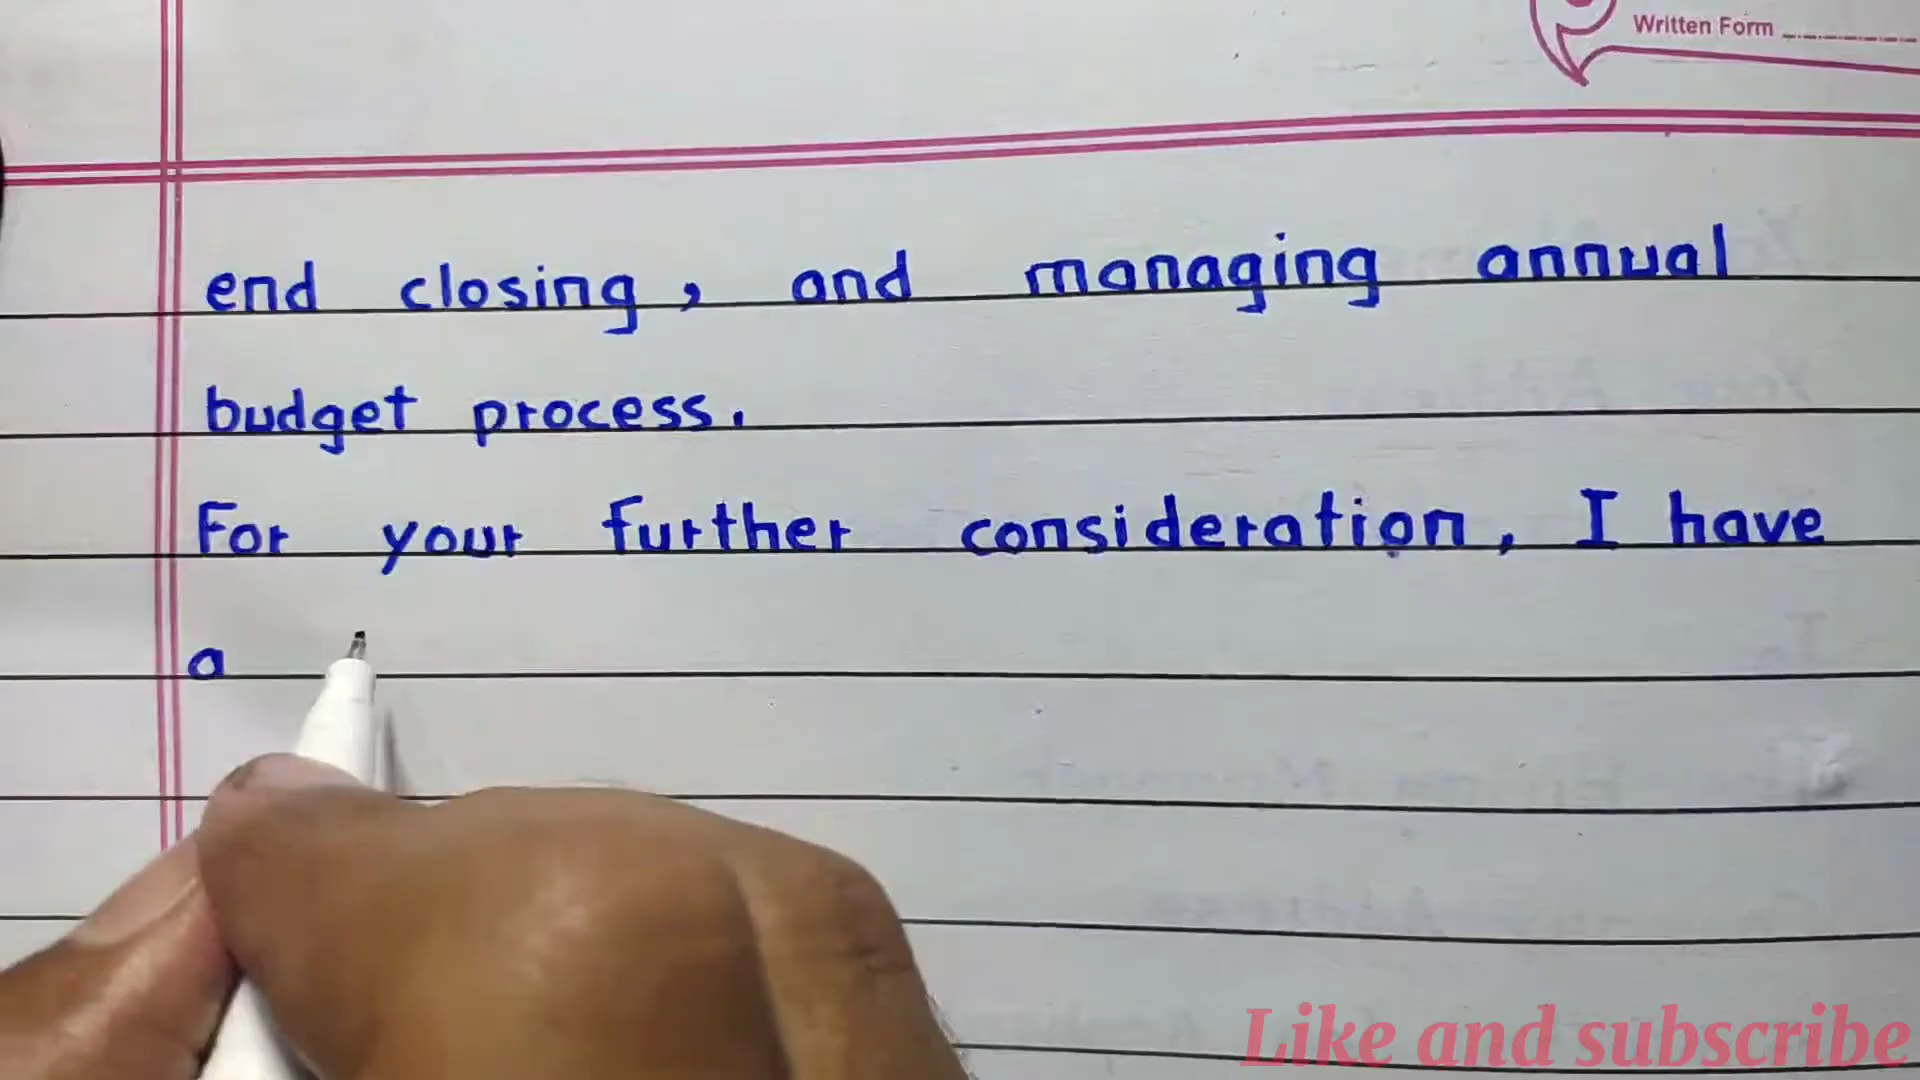 Written Form
end closing, and managing annual
budget process.
For your further consideration, I have
a
Like and subscribe